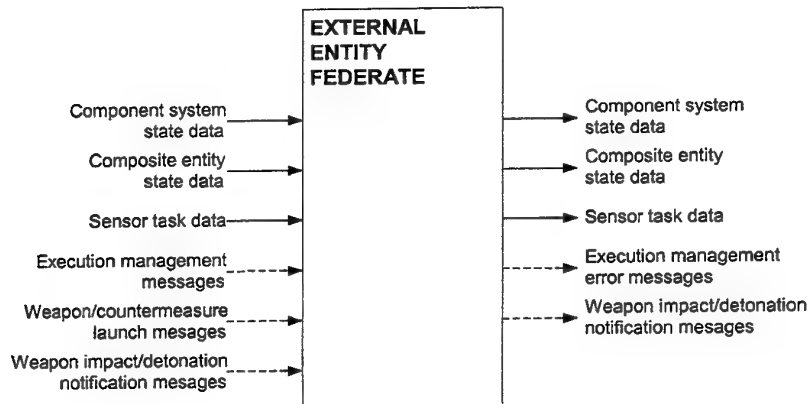 EXTERNAL
ENTITY
FEDERATE
Component system
state data
Composite entity
state data
Sensor task data
Execution management
messages
Weapon/countermeasure
launch mesages
Weapon impact/detonation
notification mesages
Component system
state data
Composite entity
state data
Sensor task data
Execution management
error messages
Weapon impact/detonation
notification mesages